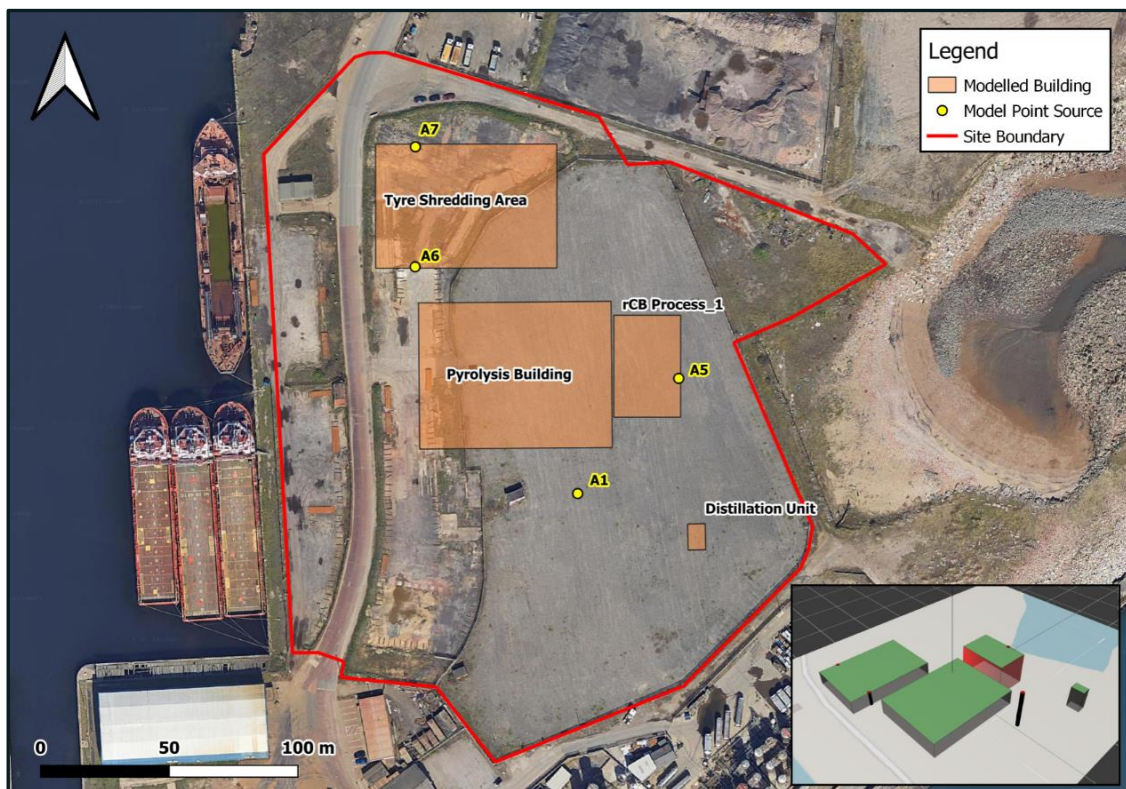 Legend
Modelled Building
Model Point Source
Site Boundary
A7
Tyre Shredding Area
A6
rCB Process_1
Pyrolysis Building
A5
A1
Distillation Unit
0 50 100 m